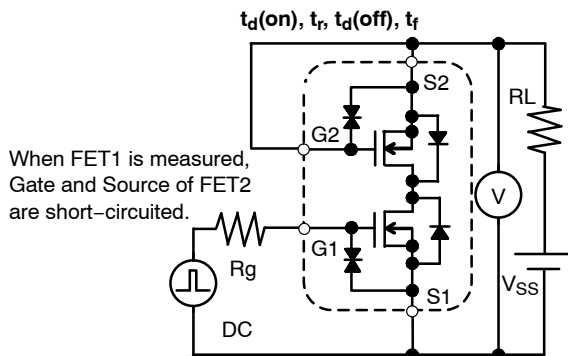 td(on), tr, td(off), tf
S2
RL
G2
When FET1 is measured,
Gate and Source of FET2
are short−circuited.
V
G1
Rg
S1
VSS
DC